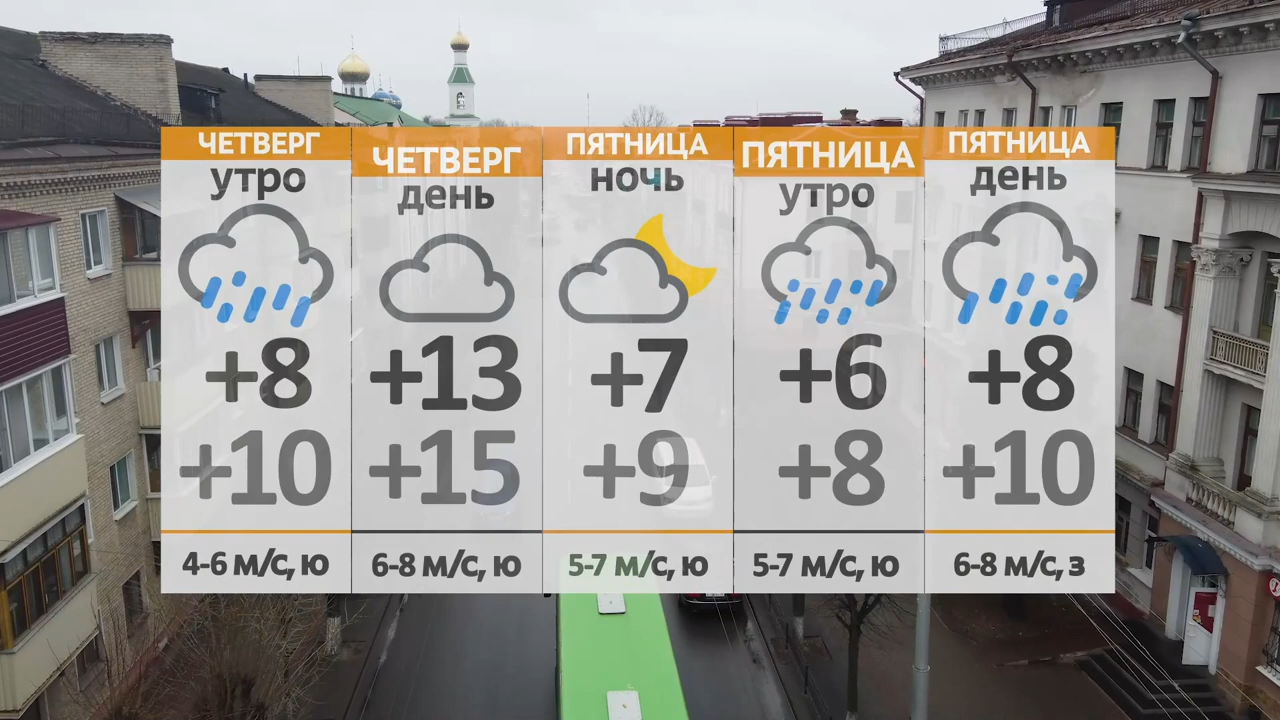 ЧЕТВЕРГ
утро
+8
+10
4-6 м/с, ю
ЧЕТВЕРГ
день
+13
+15
6-8 м/с, ю
ПЯТНИЦА
ночь
+7
+9
5-7 м/с, ю
ПЯТНИЦА
утро
+6
+8
5-7 м/с, ю
ПЯТНИЦА
день
+8
+10
6-8 м/с, з